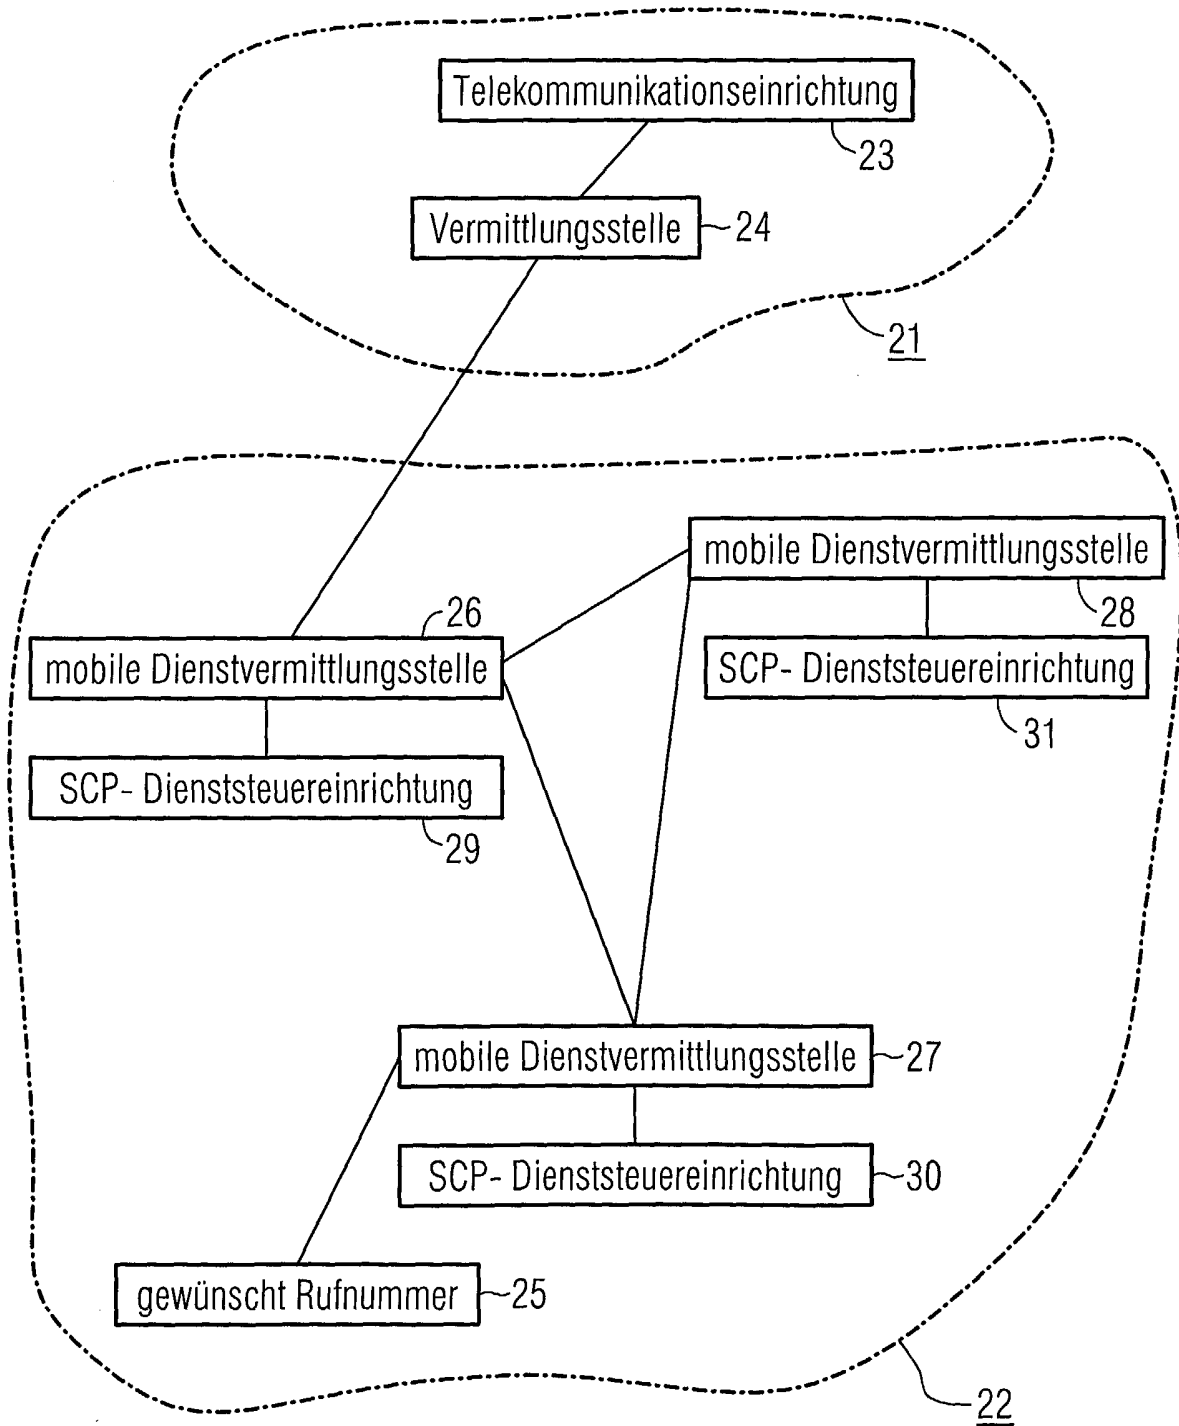 Telekommunikationseinrichtung
23
Vermittlungsstelle
24
21
mobile Dienstvermittlungsstelle
28
26
mobile Dienstvermittlungsstelle
SCP- Dienststeuereinrichtung
31
SCP- Dienststeuereinrichtung
29
mobile Dienstvermittlungsstelle
27
SCP- Dienststeuereinrichtung
30
gewünscht Rufnummer
25
22